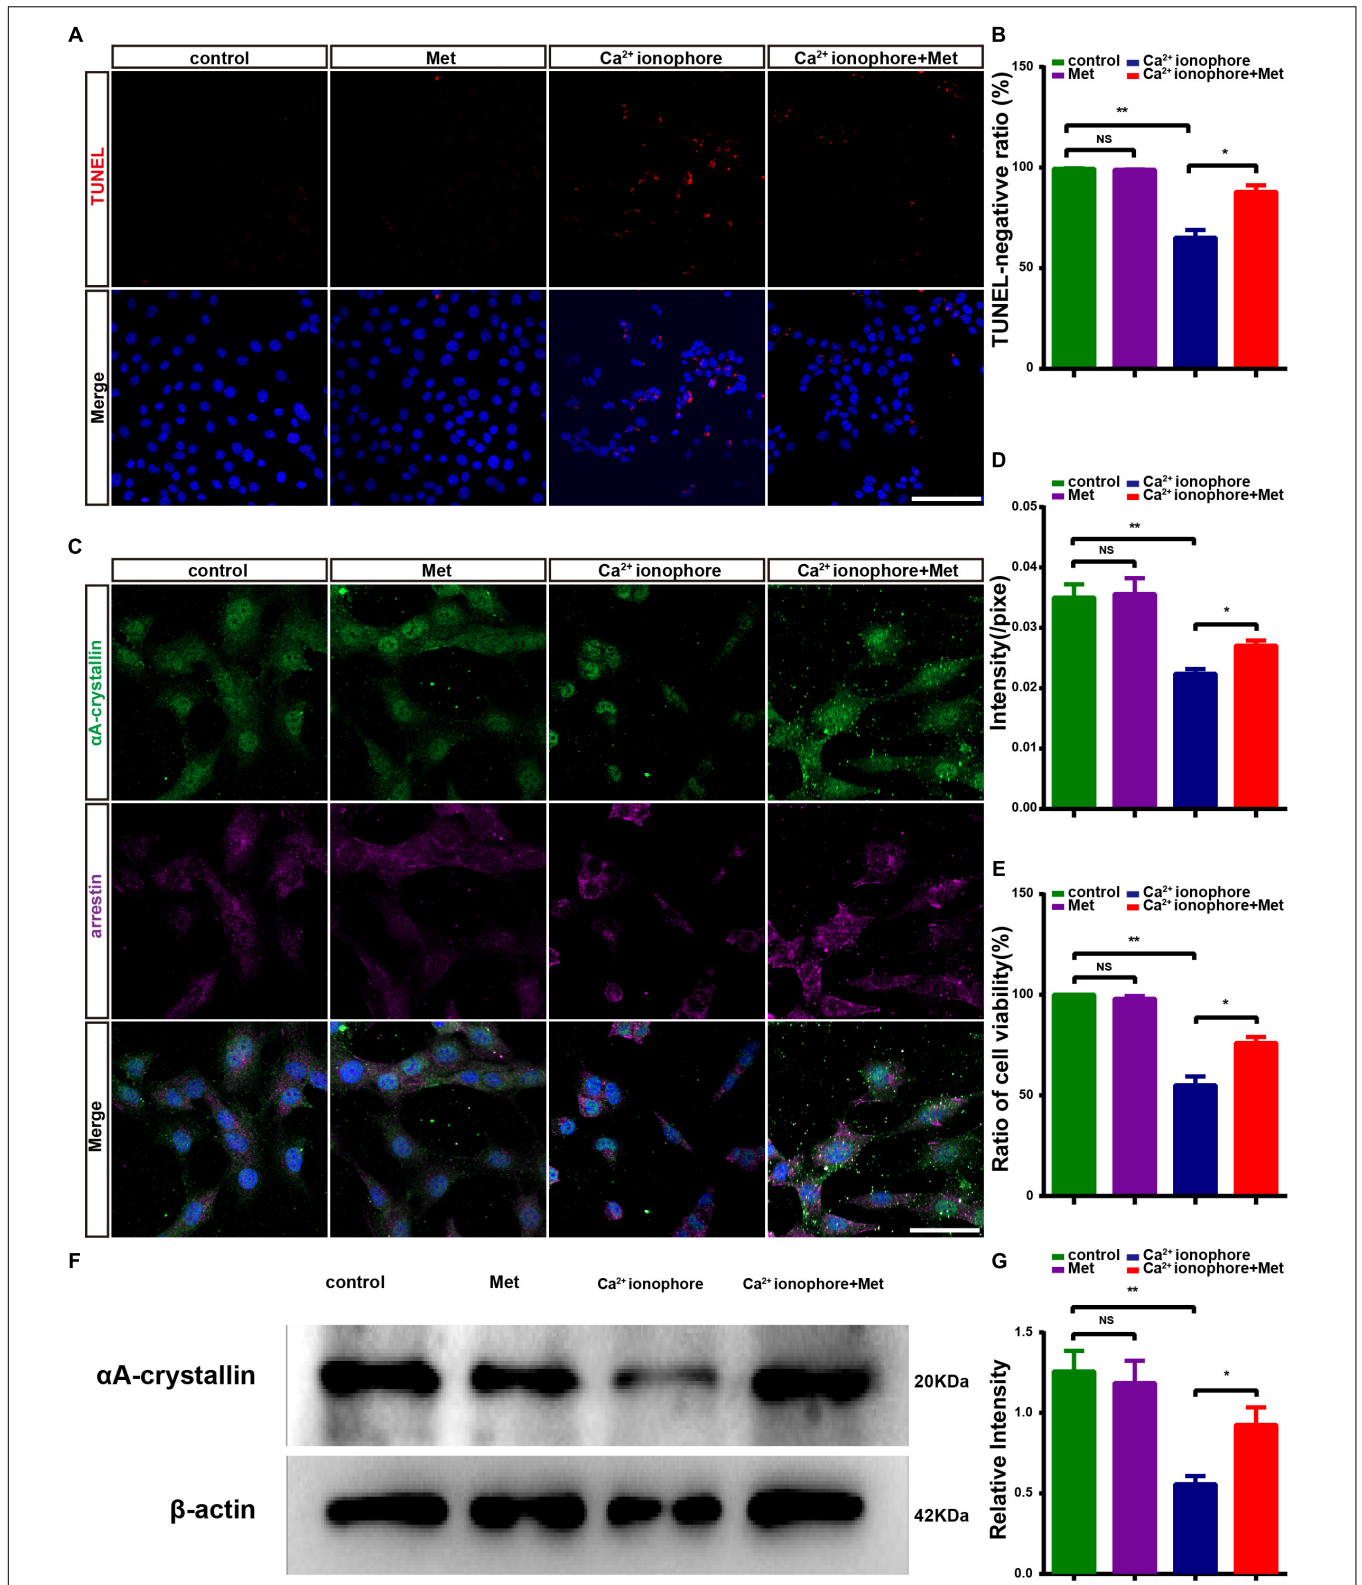 A
control Met Ca2+ ionophore Ca2+ ionophore+Met
TUNEL
Merge
B
control Ca2+ ionophore
Met Ca2+ ionophore+Met
TUNEL-negativve ratio (%)
150
100
50
0
**
NS
*
C
control Met Ca2+ ionophore Ca2+ ionophore+Met
αA-crystallin
arrestin
Merge
D
control Ca2+ ionophore
Met Ca2+ ionophore+Met
Intensity(/pixe)
0.05
0.04
0.03
0.02
0.01
0.00
**
NS
*
E
control Ca2+ ionophore
Met Ca2+ ionophore+Met
Ratio of cell viability(%)
150
100
50
0
**
NS
*
F
control Met Ca2+ ionophore Ca2+ ionophore+Met
αA-crystallin 20KDa
β-actin 42KDa
G
control Ca2+ ionophore
Met Ca2+ ionophore+Met
Relative Intensity
1.5
1.0
0.5
0.0
**
NS
*